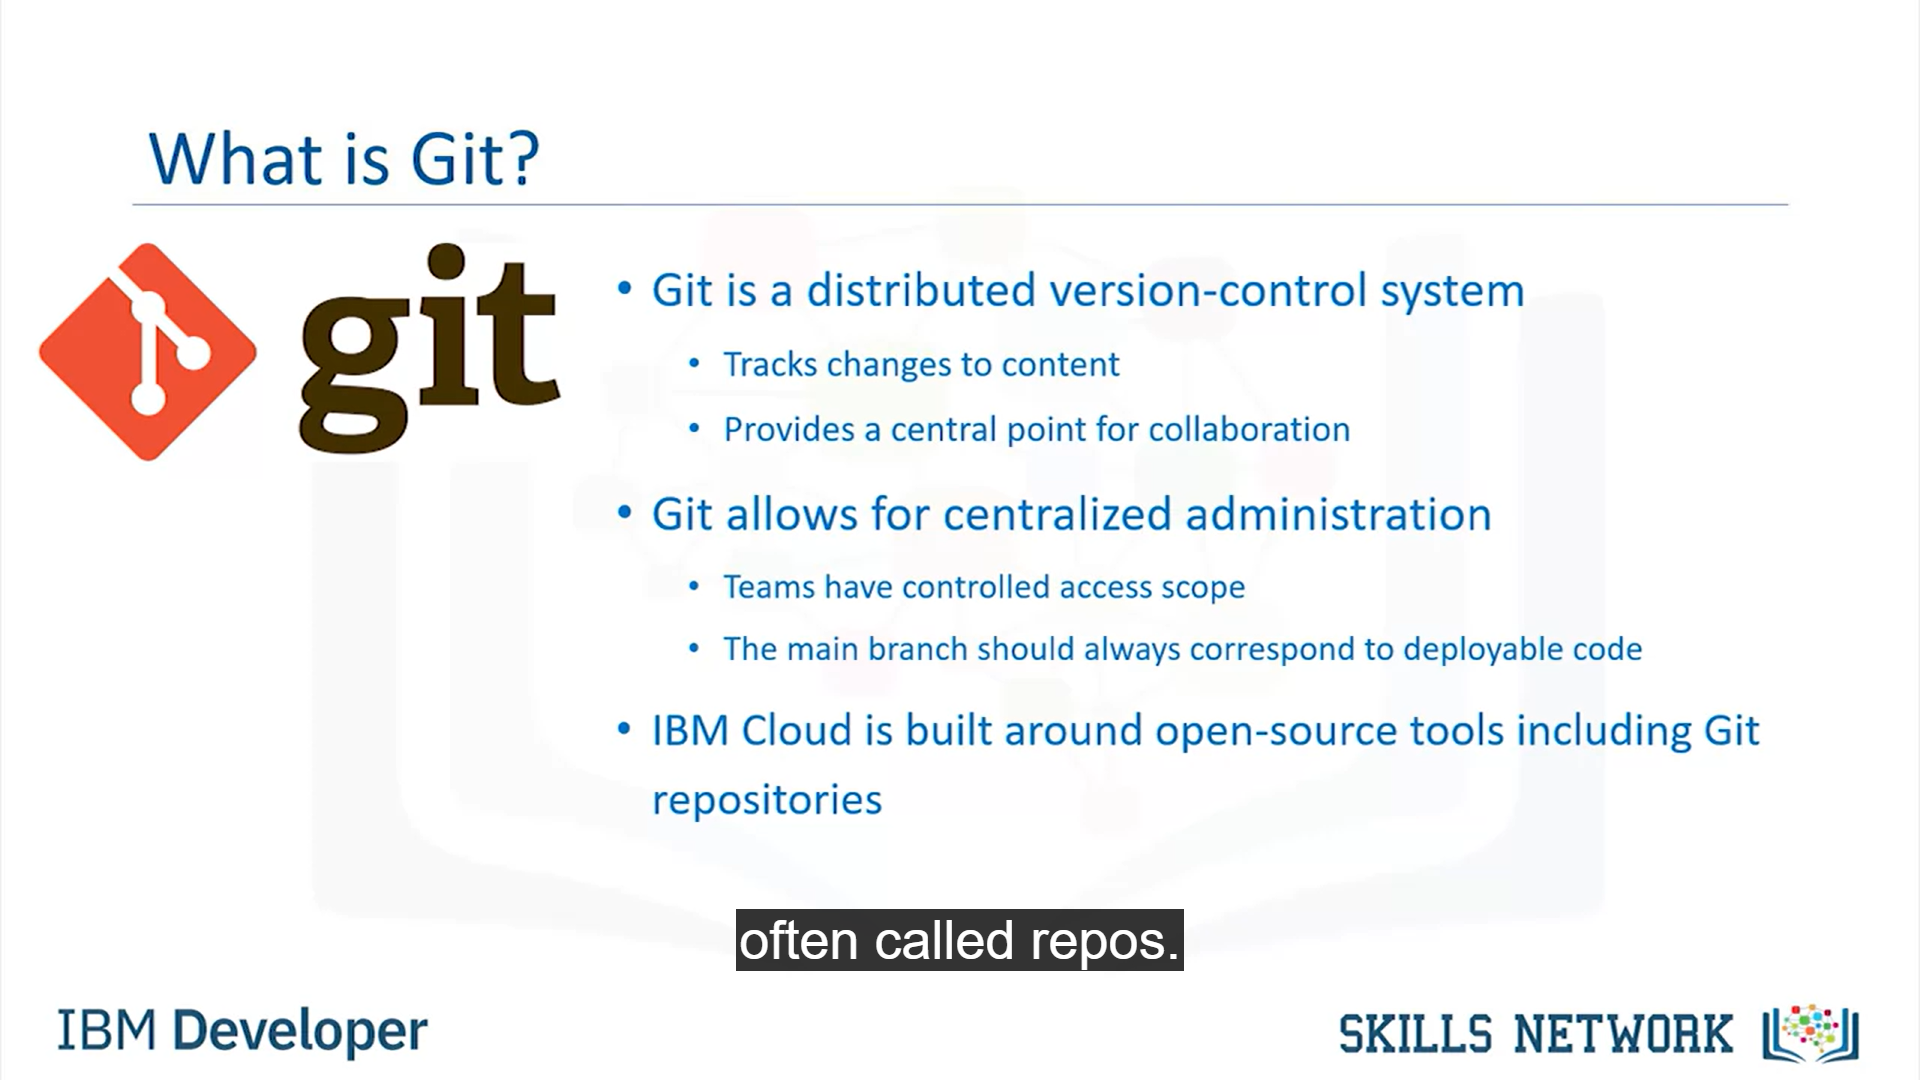 What is Git?
git
• Git is a distributed version-control system
• Tracks changes to content
• Provides a central point for collaboration
• Git allows for centralized administration
• Teams have controlled access scope
• The main branch should always correspond to deployable code
• IBM Cloud is built around open-source tools including Git
repositories
often called repos.
IBM Developer
SKILLS NETWORK